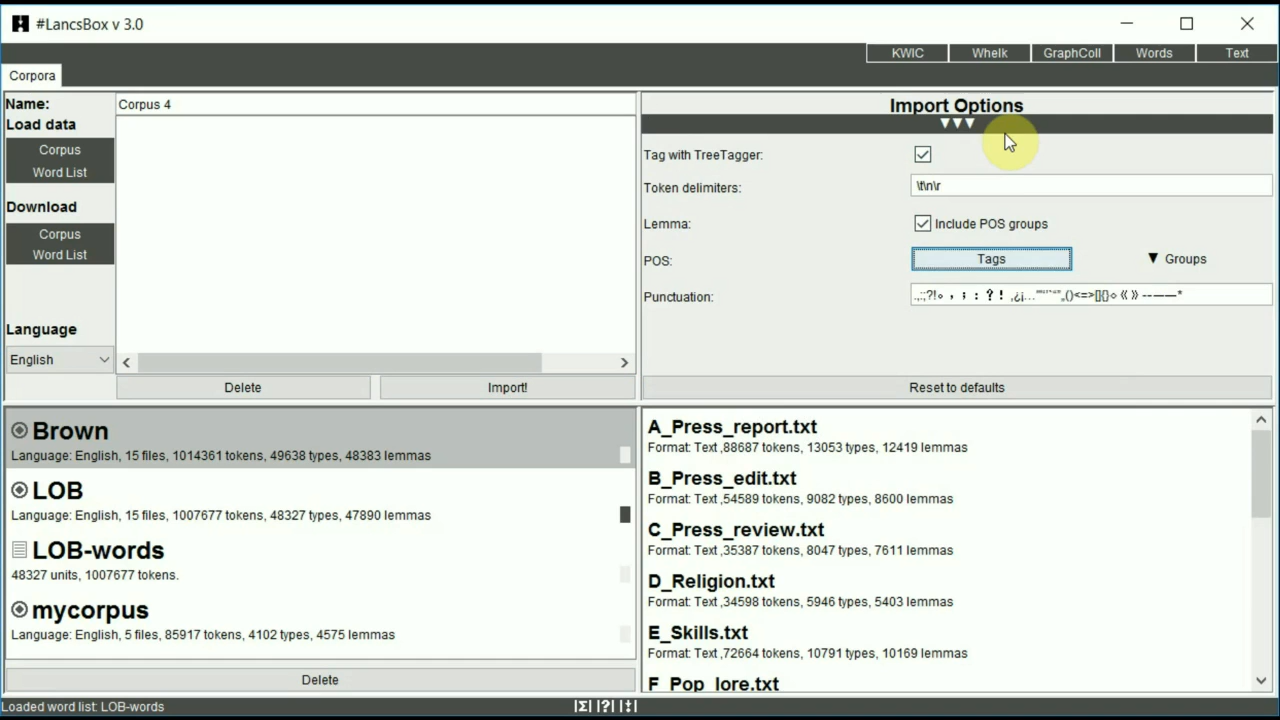 #LancsBox v 3.0
KWIC Whelk GraphColl Words Text
Corpora
Name: Corpus 4
Load data
Corpus
Word List
Download
Corpus
Word List
Language
English
Delete Import!
Import Options
Tag with TreeTagger:
Token delimiters: \t\n\r
Lemma: Include POS groups
POS: Tags ▼ Groups
Punctuation:
Reset to defaults
Brown
Language: English, 15 files, 1014361 tokens, 49638 types, 48383 lemmas
LOB
Language: English, 15 files, 1007677 tokens, 48327 types, 47890 lemmas
LOB-words
48327 units, 1007677 tokens.
mycorpus
Language: English, 5 files, 85917 tokens, 4102 types, 4575 lemmas
Delete
A_Press_report.txt
Format: Text ,88687 tokens, 13053 types, 12419 lemmas
B_Press_edit.txt
Format: Text ,54589 tokens, 9082 types, 8600 lemmas
C_Press_review.txt
Format: Text ,35387 tokens, 8047 types, 7611 lemmas
D_Religion.txt
Format: Text ,34598 tokens, 5946 types, 5403 lemmas
E_Skills.txt
Format: Text ,72664 tokens, 10791 types, 10169 lemmas
F_Pop_lore.txt
Loaded word list: LOB-words
|Σ| |?| |‡|